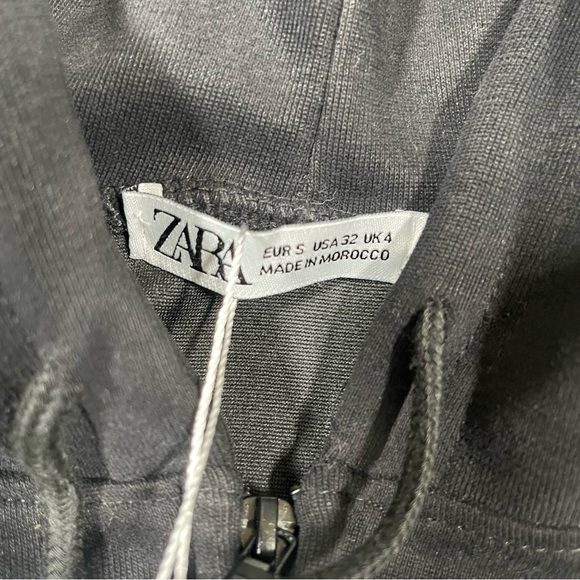 ZARA
EUR S USA 32 UK 4
MADE IN MOROCCO